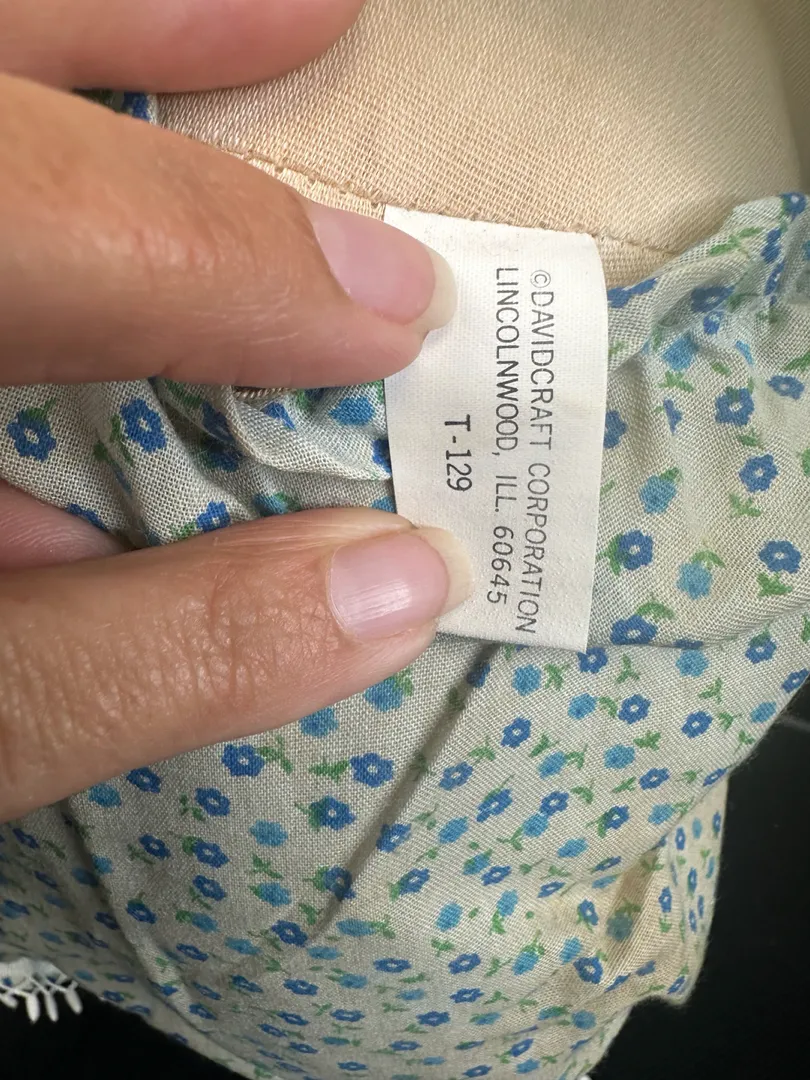 ©DAVIDCRAFT CORPORATION
LINCOLNWOOD, ILL. 60645
T-129